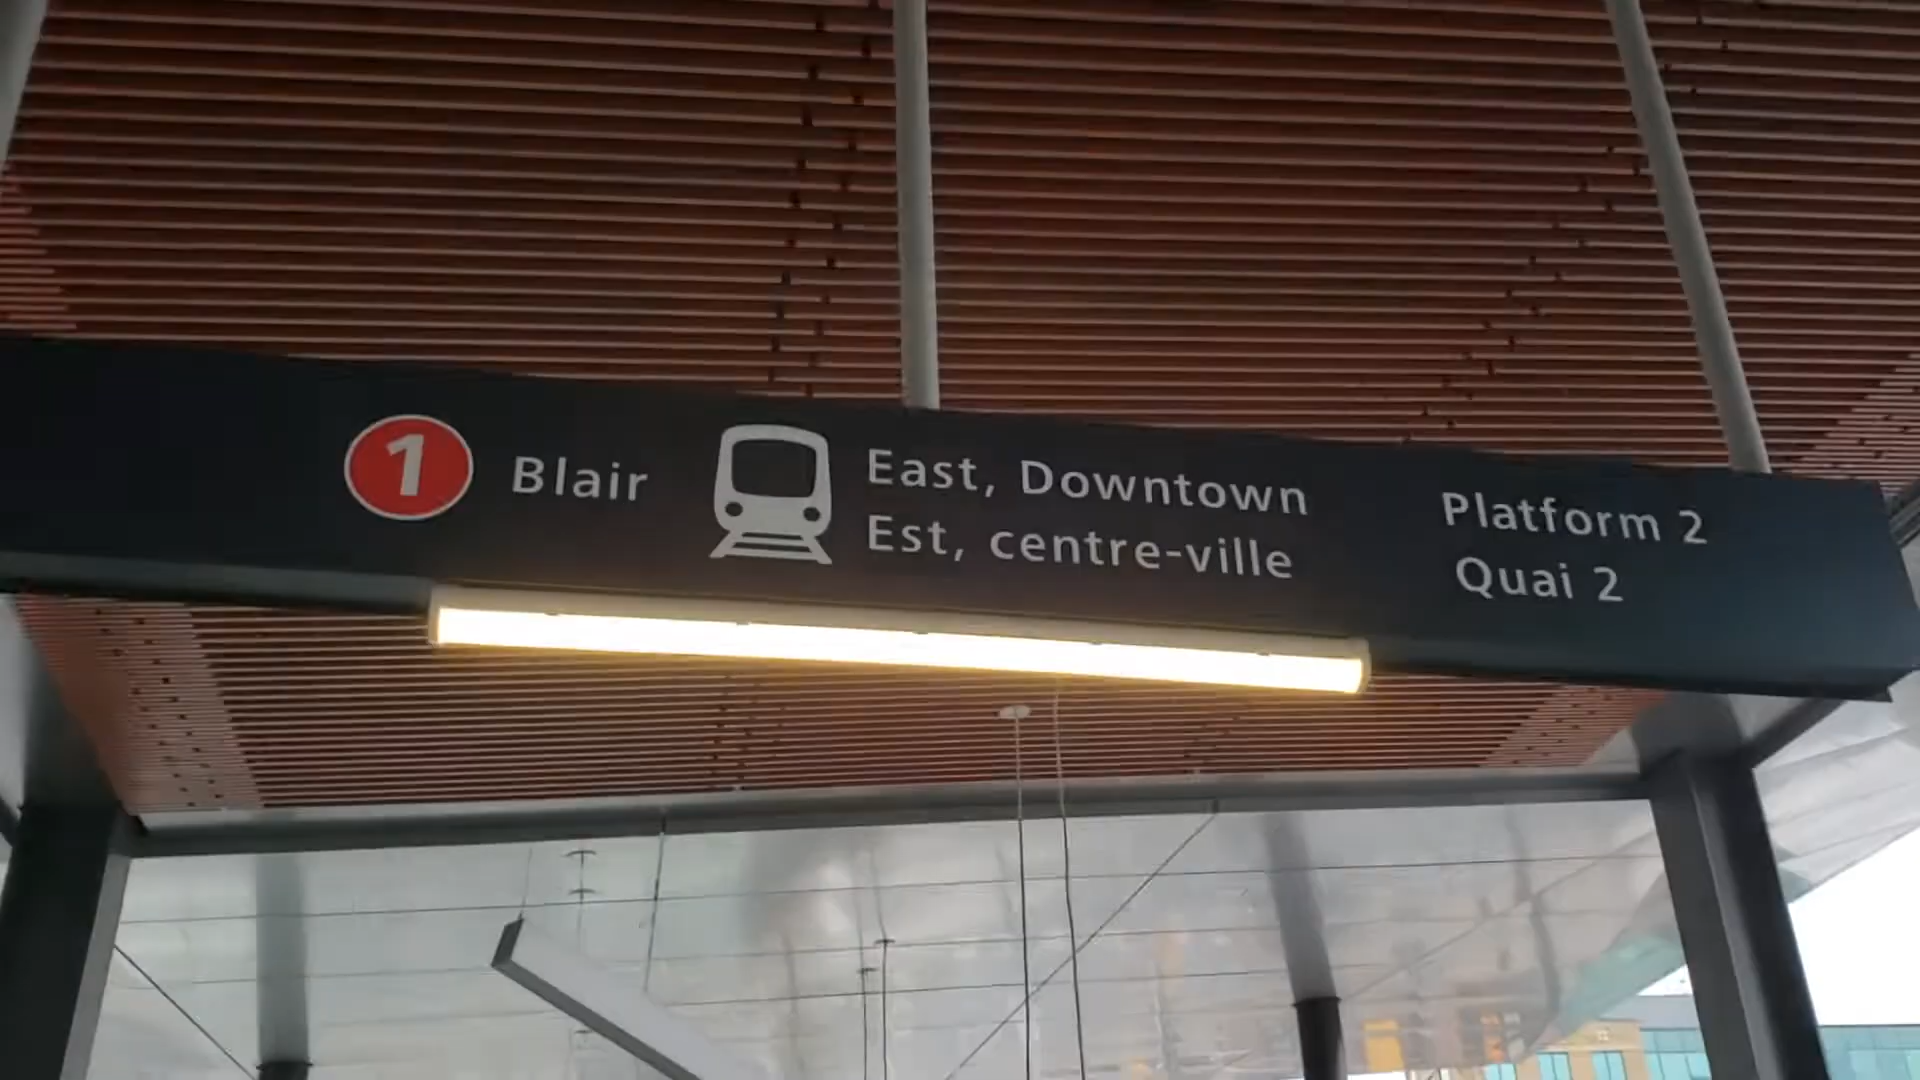 1 Blair
East, Downtown
Est, centre-ville
Platform 2
Quai 2